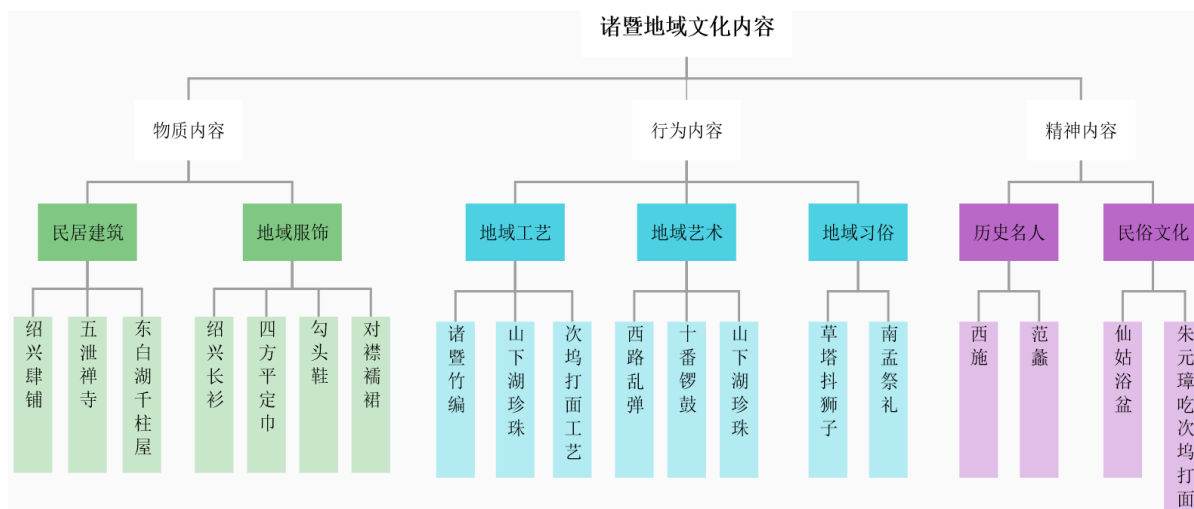 诸暨地域文化内容
物质内容
行为内容
精神内容
民居建筑
地域服饰
地域工艺
地域艺术
地域习俗
历史名人
民俗文化
绍兴肆铺
五泄禅寺
东白湖千柱屋
绍兴长衫
四方平定巾
勾头鞋
对襟襦裙
诸暨竹编
山下湖珍珠
次坞打面工艺
西路乱弹
十番锣鼓
山下湖珍珠
草塔抖狮子
南孟祭礼
西施
范蠡
仙姑浴盆
朱元璋吃次坞打面